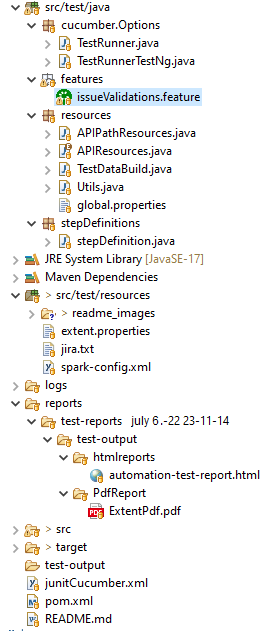 src/test/java
cucumber.Options
TestRunner.java
TestRunnerTestNg.java
features
issueValidations.feature
resources
APIPathResources.java
APIResources.java
TestDataBuild.java
Utils.java
global.properties
stepDefinitions
stepDefinition.java
JRE System Library [JavaSE-17]
Maven Dependencies
> src/test/resources
> readme_images
extent.properties
jira.txt
spark-config.xml
logs
reports
test-reports july 6.-22 23-11-14
test-output
htmlreports
automation-test-report.html
PdfReport
ExtentPdf.pdf
> src
> target
test-output
junitCucumber.xml
pom.xml
README.md